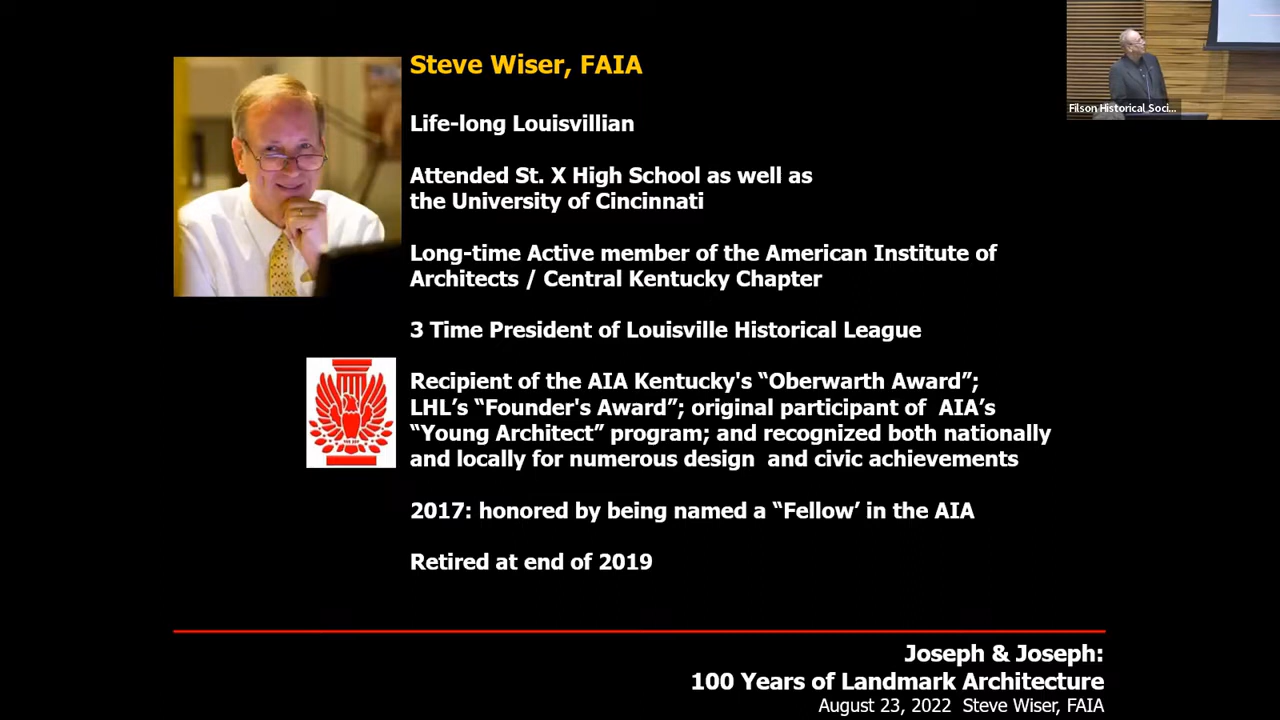 Steve Wiser, FAIA
Filson Historical Soci...
Life-long Louisvillian
Attended St. X High School as well as
the University of Cincinnati
Long-time Active member of the American Institute of
Architects / Central Kentucky Chapter
3 Time President of Louisville Historical League
Recipient of the AIA Kentucky's “Oberwarth Award”;
LHL’s “Founder's Award”; original participant of  AIA’s
“Young Architect” program; and recognized both nationally
and locally for numerous design  and civic achievements
2017: honored by being named a “Fellow’ in the AIA
Retired at end of 2019
Joseph & Joseph:
100 Years of Landmark Architecture
August 23, 2022  Steve Wiser, FAIA